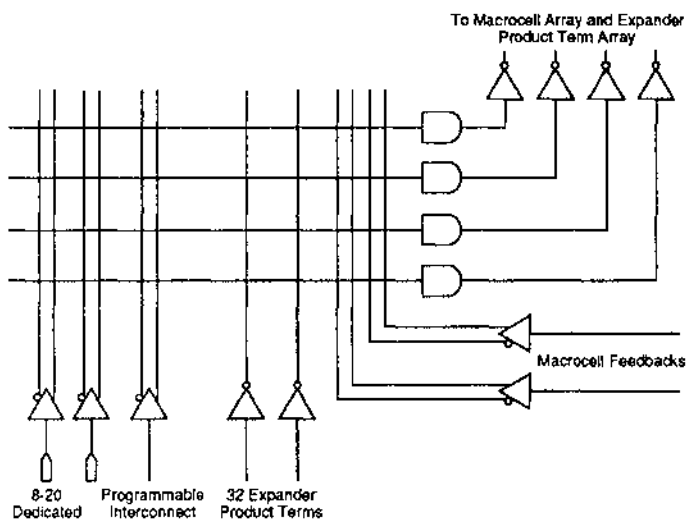 To Macrocell Array and Expander
Product Term Array
Macrocell Feedbacks
8-20
Dedicated
Programmable
Interconnect
32 Expander
Product Terms